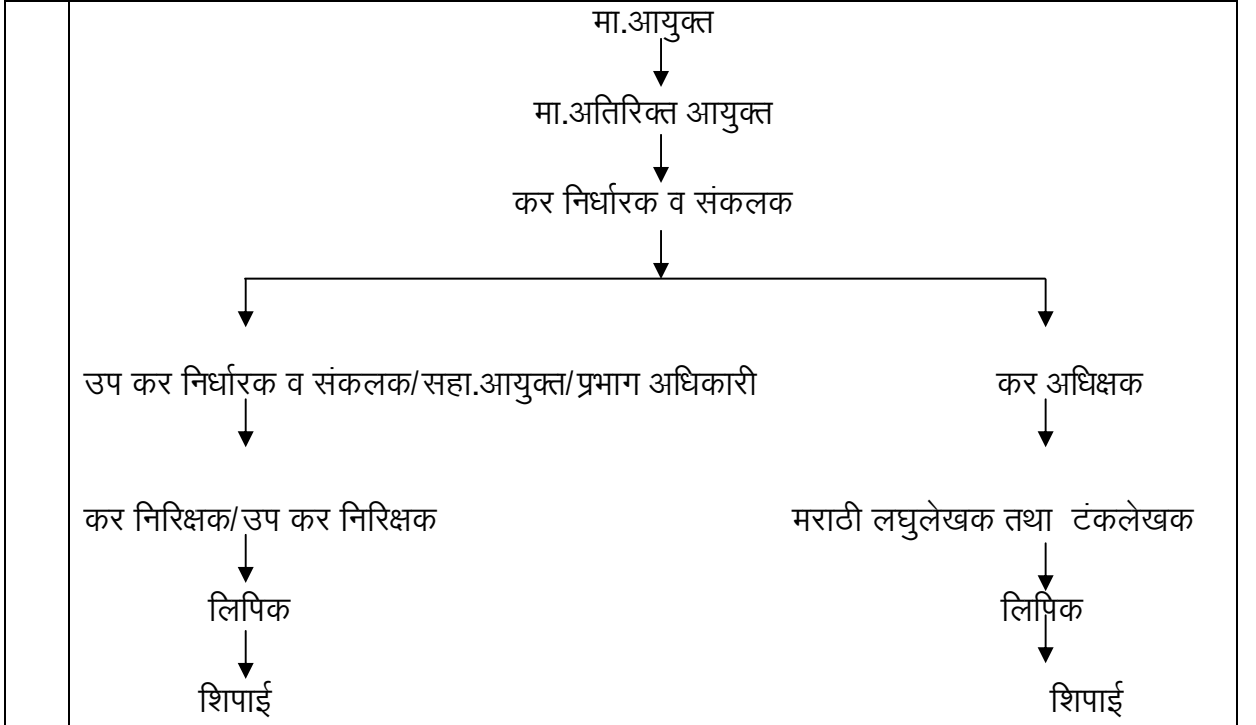 मा.आयुक्त
मा.अतिरिक्त आयुक्त
कर निर्धारक व संकलक
उप कर निर्धारक व संकलक/सहा.आयुक्त/प्रभाग अधिकारी कर अधिक्षक
कर निरिक्षक/उप कर निरिक्षक मराठी लघुलेखक तथा टंकलेखक
लिपिक लिपिक
शिपाई शिपाई